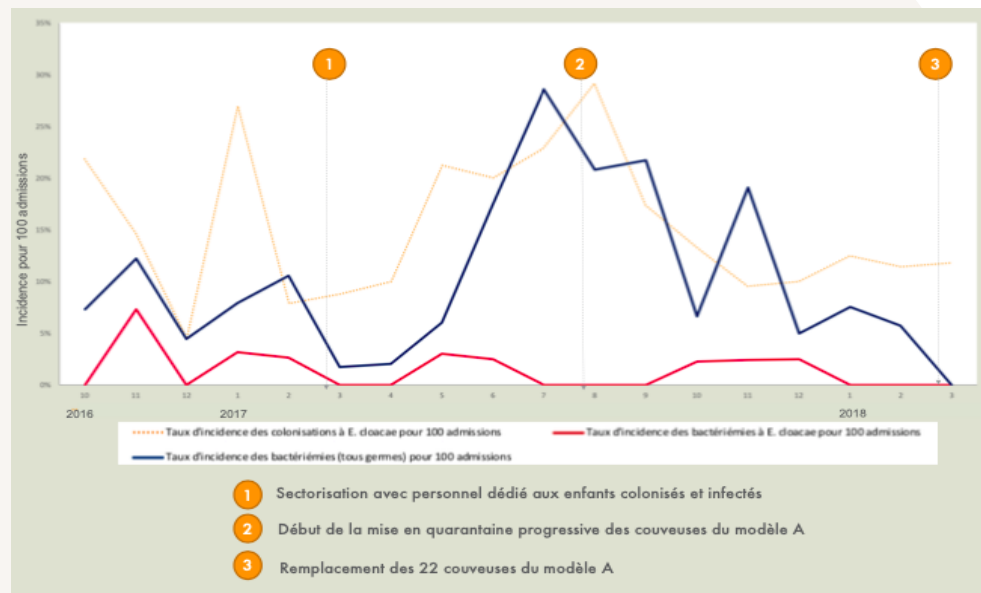 35%
1
2
3
30%
25%
20%
15%
10%
5%
0%
Incidence pour 100 admissions
10 11 12 1 2 3 4 5 6 7 8 9 10 11 12 1 2 3
2016 2017 2018
Taux d'incidence des colonisations à E. cloacae pour 100 admissions Taux d'incidence des bactériémies à E. cloacae pour 100 admissions
Taux d'incidence des bactériémies (tous germes) pour 100 admissions
1 Sectorisation avec personnel dédié aux enfants colonisés et infectés
2 Début de la mise en quarantaine progressive des couveuses du modèle A
3 Remplacement des 22 couveuses du modèle A